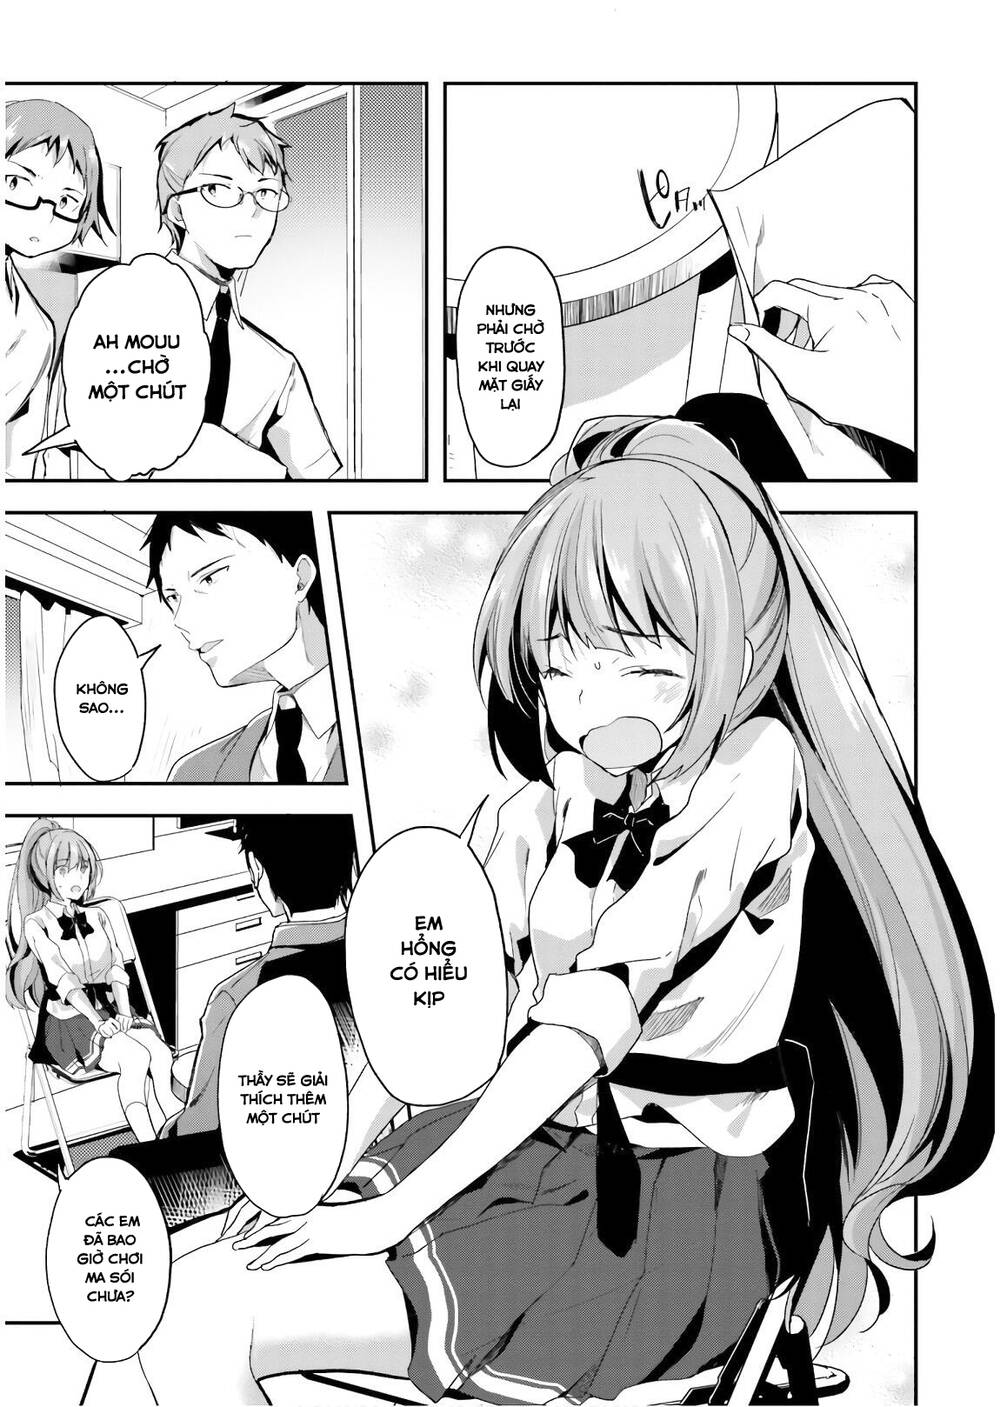 NHƯNG
PHẢI CHỜ
TRƯỚC
KHI QUAY
MẶT GIẤY
LẠI
AH MOUU
...CHỜ
MỘT CHÚT
KHÔNG
SAO...
EM
HỔNG
CÓ HIỂU
KỊP
THẦY SẼ GIẢI
THÍCH THÊM
MỘT CHÚT
CÁC EM
ĐÃ BAO
GIỜ CHƠI
MA SÓI
CHƯA?